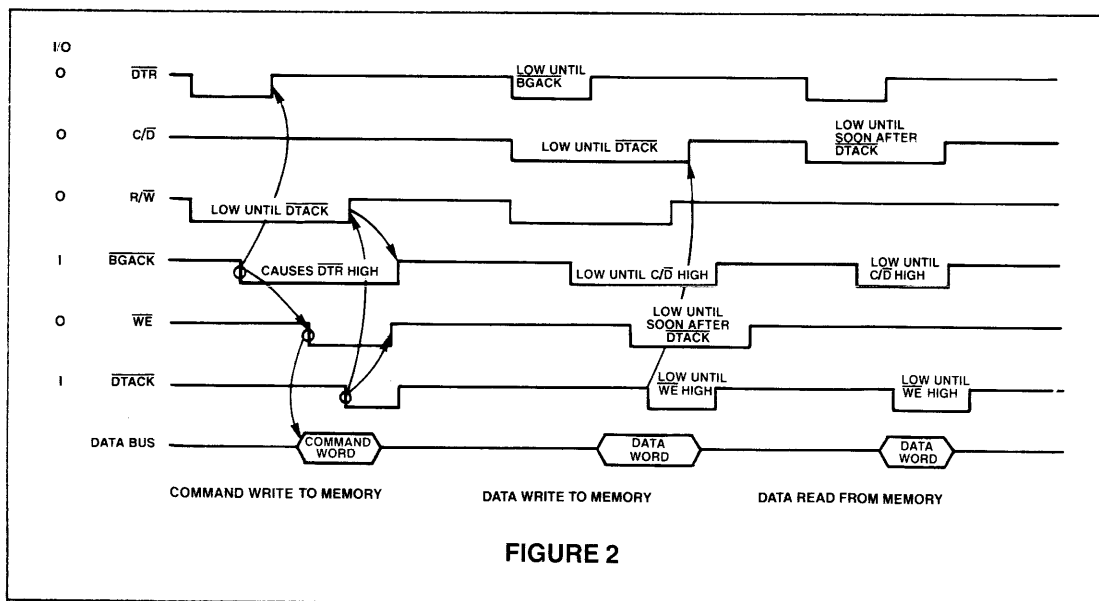 I/O
O DTR LOW UNTIL
BGACK
O C/D LOW UNTIL DTACK LOW UNTIL
SOON AFTER
DTACK
O R/W LOW UNTIL DTACK
I BGACK CAUSES DTR HIGH LOW UNTIL C/D HIGH LOW UNTIL
C/D HIGH
O WE LOW UNTIL
SOON AFTER
DTACK
I DTACK LOW UNTIL
WE HIGH LOW UNTIL
WE HIGH
DATA BUS COMMAND
WORD DATA
WORD DATA
WORD
COMMAND WRITE TO MEMORY DATA WRITE TO MEMORY DATA READ FROM MEMORY
FIGURE 2